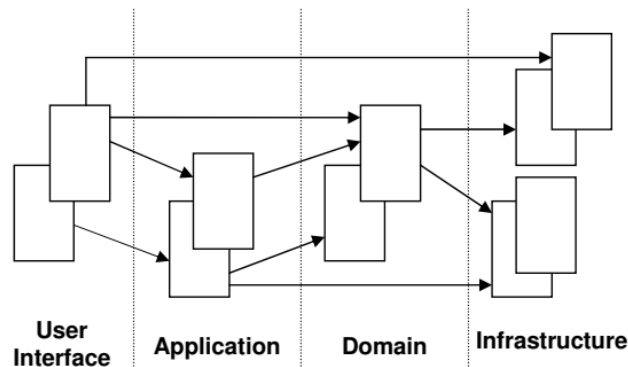 User
Interface
Application
Domain
Infrastructure